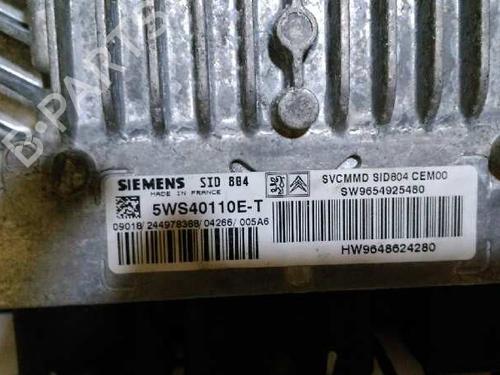 B-PARTS
SIEMENS SID 804
MADE IN FRANCE
5WS40110E-T
09018/244978368/04266/005A6
SVCMMD SID804 CEM00
SW9654925480
HW9648624280